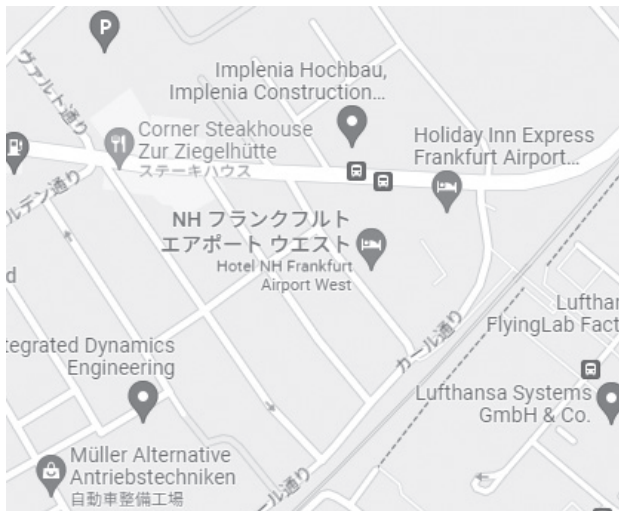 P
ヴァルト通り
Implenia Hochbau,
Implenia Construction...
Corner Steakhouse
Zur Ziegelhütte
ステーキハウス
Holiday Inn Express
Frankfurt Airport...
ルデン通り
NH フランクフルト
エアポート ウエスト
Hotel NH Frankfurt
Airport West
d
tegrated Dynamics
Engineering
カール通り
Lufthan
FlyingLab Fact
Lufthansa Systems
GmbH & Co.
Müller Alternative
Antriebstechniken
自動車整備工場
ール通り